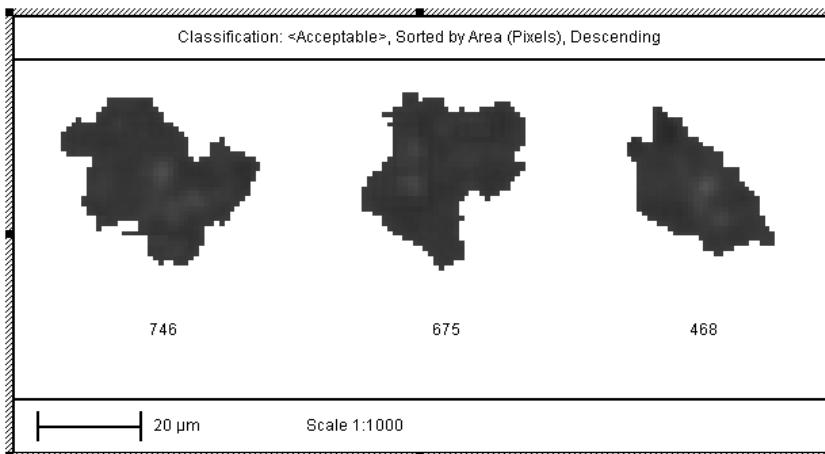 Classification: <Acceptable>, Sorted by Area (Pixels), Descending
746 675 468
20 µm Scale 1:1000